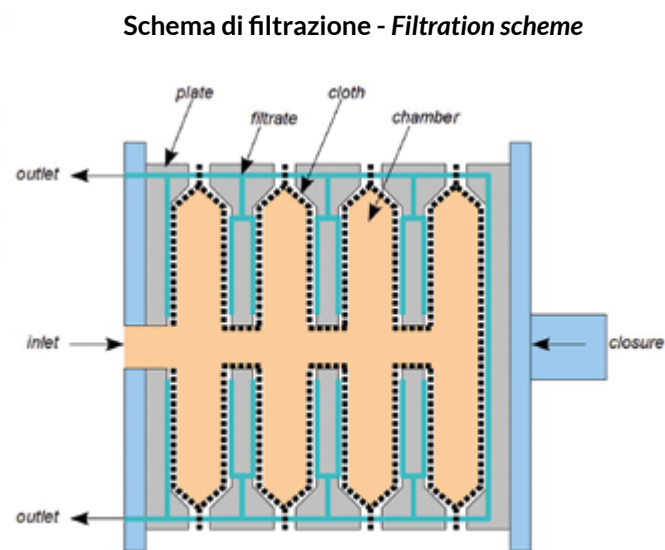 Schema di filtrazione - Filtration scheme
plate
cloth
filtrate
chamber
outlet
inlet
closure
outlet